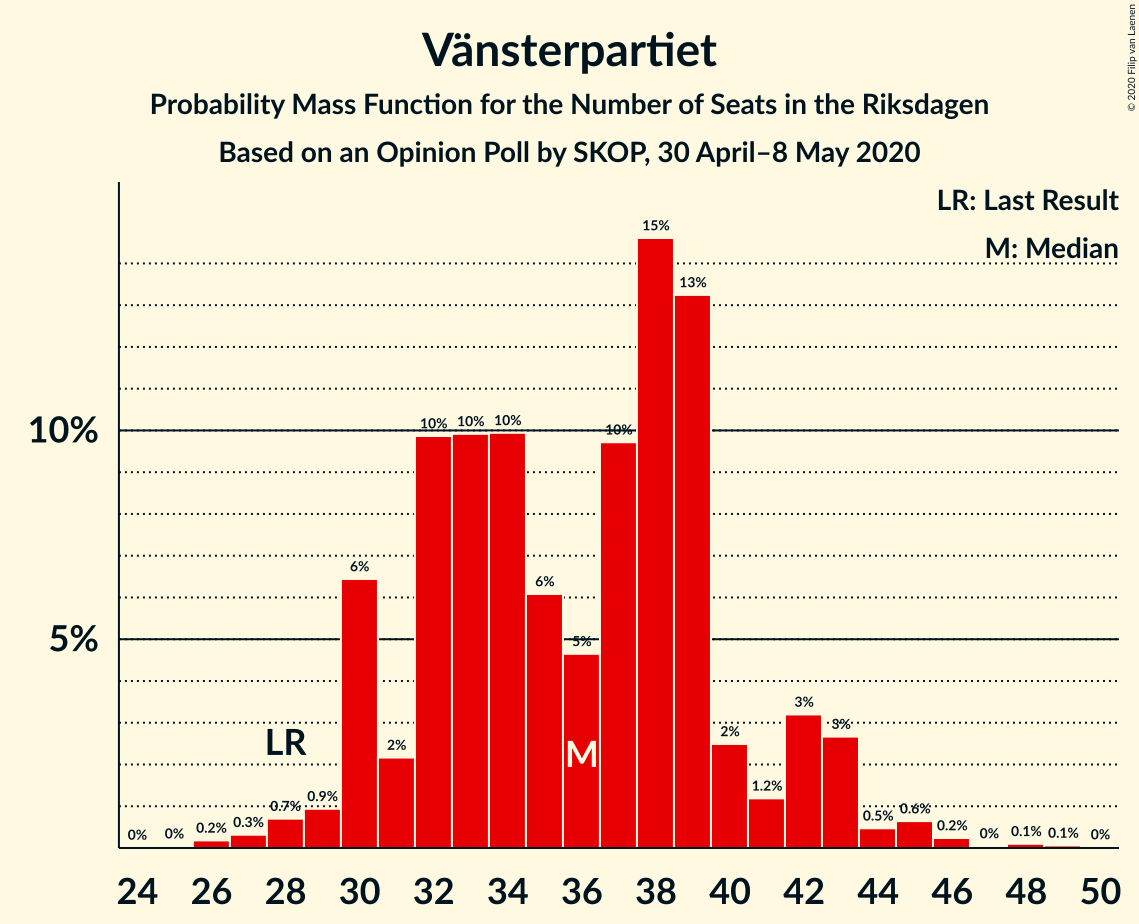 Vänsterpartiet
Probability Mass Function for the Number of Seats in the Riksdagen
Based on an Opinion Poll by SKOP, 30 April–8 May 2020
© 2020 Filip van Laenen
LR: Last Result
M: Median
15%
13%
10% 10% 10% 10%
10%
6% 6%
5%
5%
LR M
3% 3%
2% 2%
1.2%
0% 0% 0.2% 0.3% 0.7% 0.9% 0.5% 0.6% 0.2% 0% 0.1% 0.1% 0%
24 26 28 30 32 34 36 38 40 42 44 46 48 50